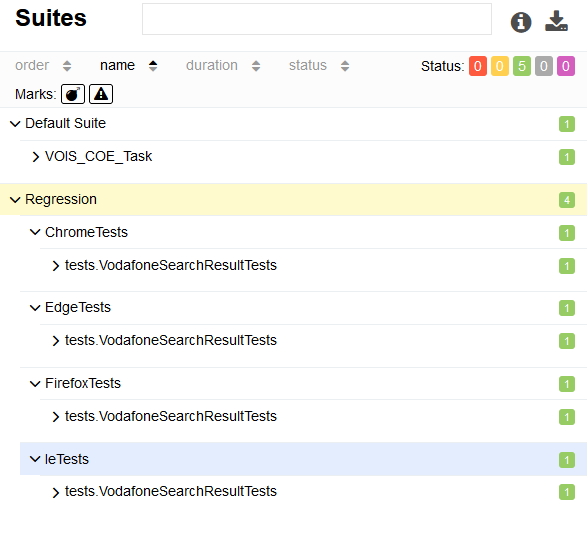 Suites
order name duration status Status: 0 0 5 0 0
Marks:
Default Suite 1
VOIS_COE_Task 1
Regression 4
ChromeTests 1
tests.VodafoneSearchResultTests 1
EdgeTests 1
tests.VodafoneSearchResultTests 1
FirefoxTests 1
tests.VodafoneSearchResultTests 1
IeTests 1
tests.VodafoneSearchResultTests 1